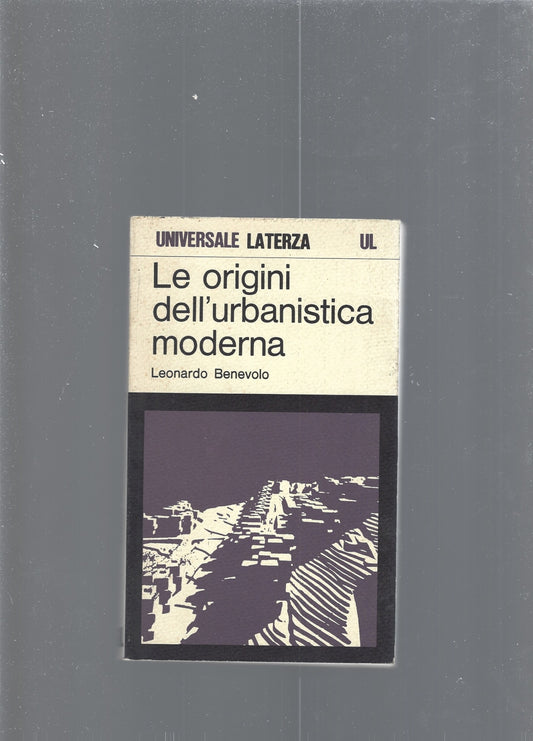 UNIVERSALE LATERZA UL
Le origini
dell'urbanistica
moderna
Leonardo Benevolo